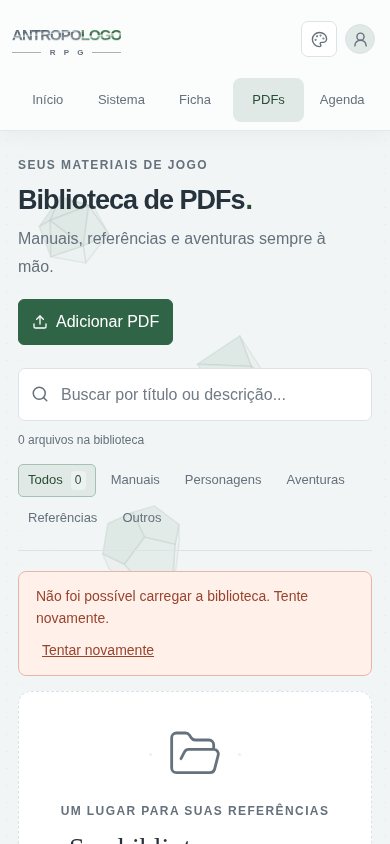 ANTROPOLOGO
RPG
Início
Sistema
Ficha
PDFs
Agenda
SEUS MATERIAIS DE JOGO
Biblioteca de PDFs.
Manuais, referências e aventuras sempre à
mão.
Adicionar PDF
Buscar por título ou descrição...
0 arquivos na biblioteca
Todos 0
Manuais
Personagens
Aventuras
Referências
Outros
Não foi possível carregar a biblioteca. Tente
novamente.
Tentar novamente
UM LUGAR PARA SUAS REFERÊNCIAS